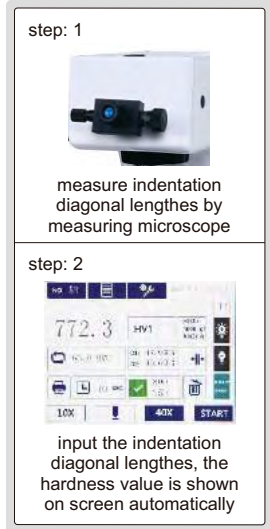 step: 1
measure indentation
diagonal lengthes by
measuring microscope
step: 2
772.3
HV1
10X
40X
START
input the indentation
diagonal lengthes, the
hardness value is shown
on screen automatically